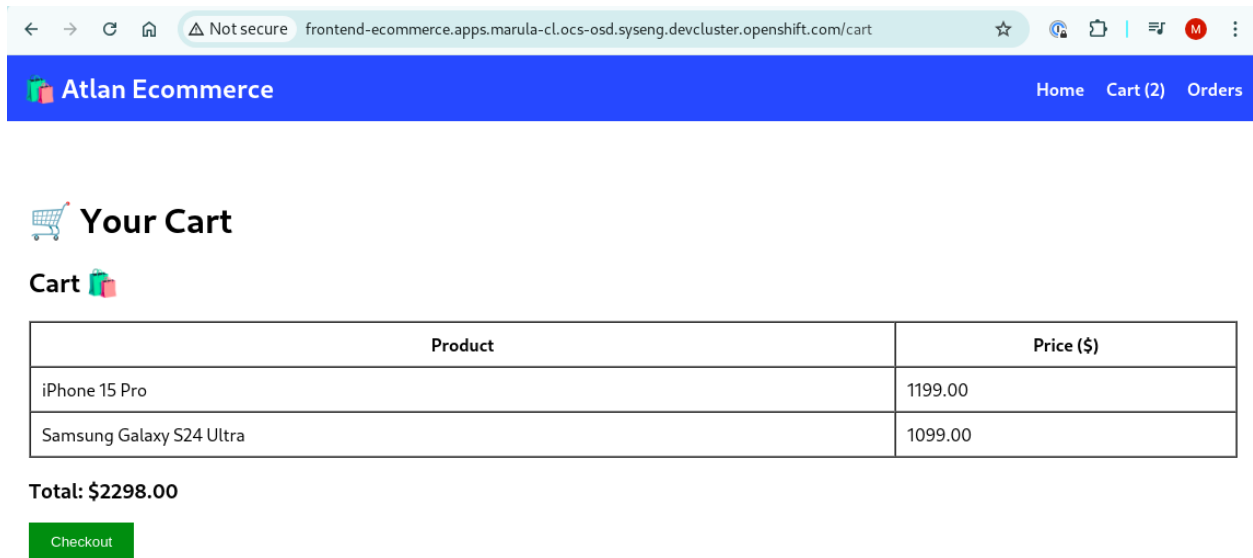 Not secure frontend-ecommerce.apps.marula-cl.ocs-osd.syseng.devcluster.openshift.com/cart M
Atlan Ecommerce Home Cart (2) Orders
Your Cart
Cart
Product Price ($)
iPhone 15 Pro 1199.00
Samsung Galaxy S24 Ultra 1099.00
Total: $2298.00
Checkout